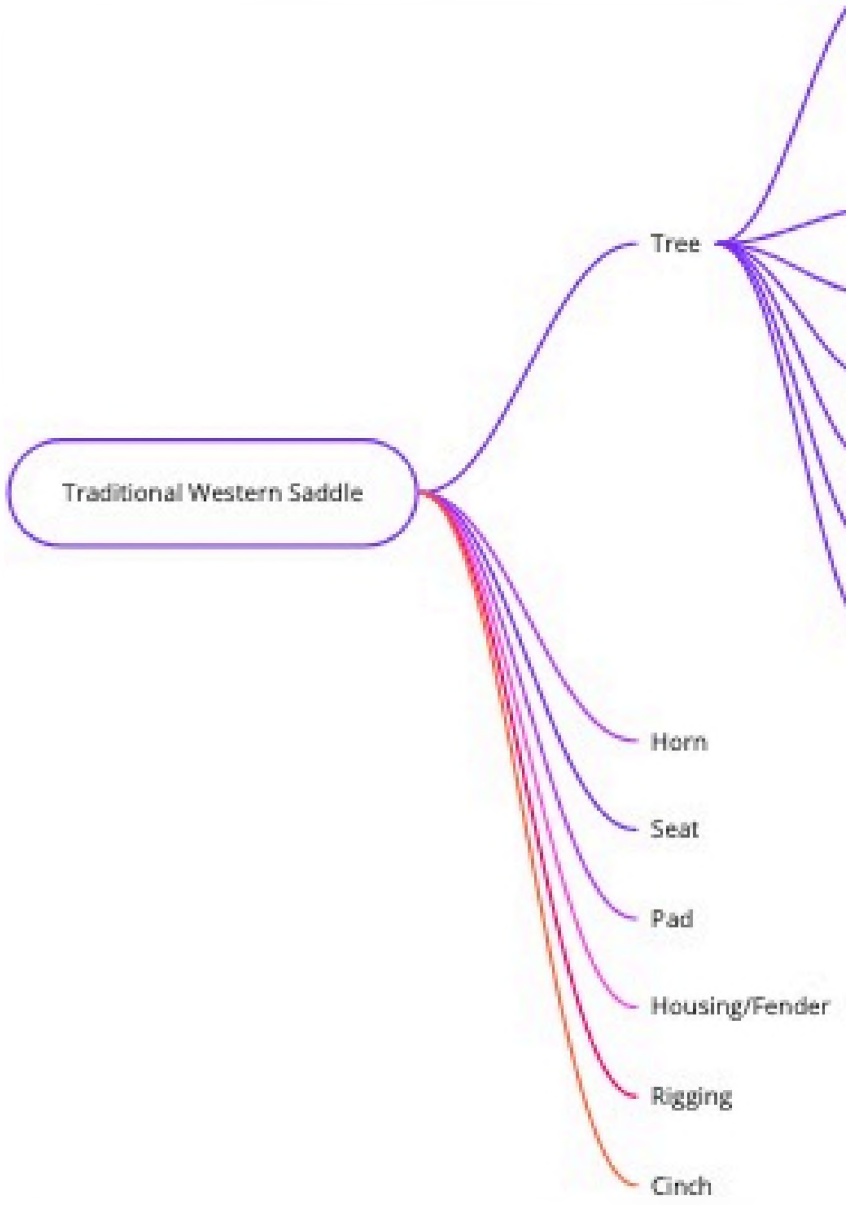 Tree
Traditional Western Saddle
Horn
Seat
Pad
Housing/Fender
Rigging
Cinch